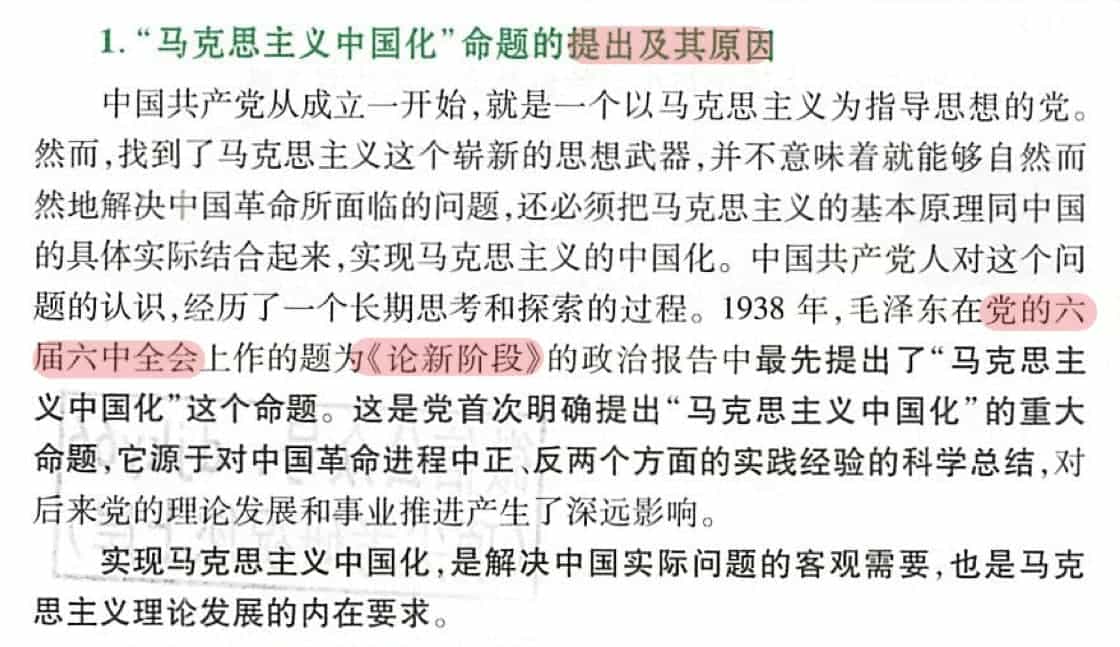 1. “马克思主义中国化”命题的提出及其原因
中国共产党从成立一开始,就是一个以马克思主义为指导思想的党。
然而,找到了马克思主义这个崭新的思想武器,并不意味着就能够自然而
然地解决中国革命所面临的问题,还必须把马克思主义的基本原理同中国
的具体实际结合起来,实现马克思主义的中国化。中国共产党人对这个问
题的认识,经历了一个长期思考和探索的过程。1938 年,毛泽东在党的六
届六中全会上作的题为《论新阶段》的政治报告中最先提出了“马克思主
义中国化”这个命题。这是党首次明确提出“马克思主义中国化”的重大
命题,它源于对中国革命进程中正、反两个方面的实践经验的科学总结,对
后来党的理论发展和事业推进产生了深远影响。
实现马克思主义中国化,是解决中国实际问题的客观需要,也是马克
思主义理论发展的内在要求。